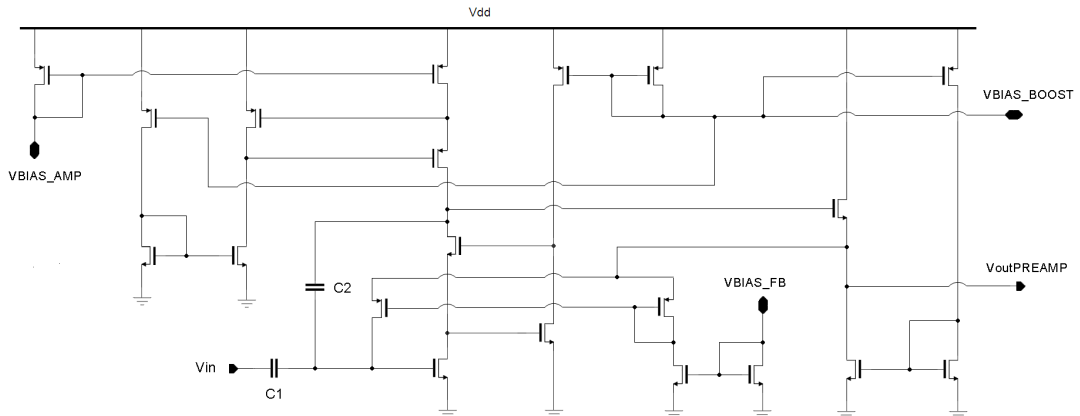 Vdd
VBIAS_BOOST
VBIAS_AMP
C2
VBIAS_FB
VoutPREAMP
Vin
C1